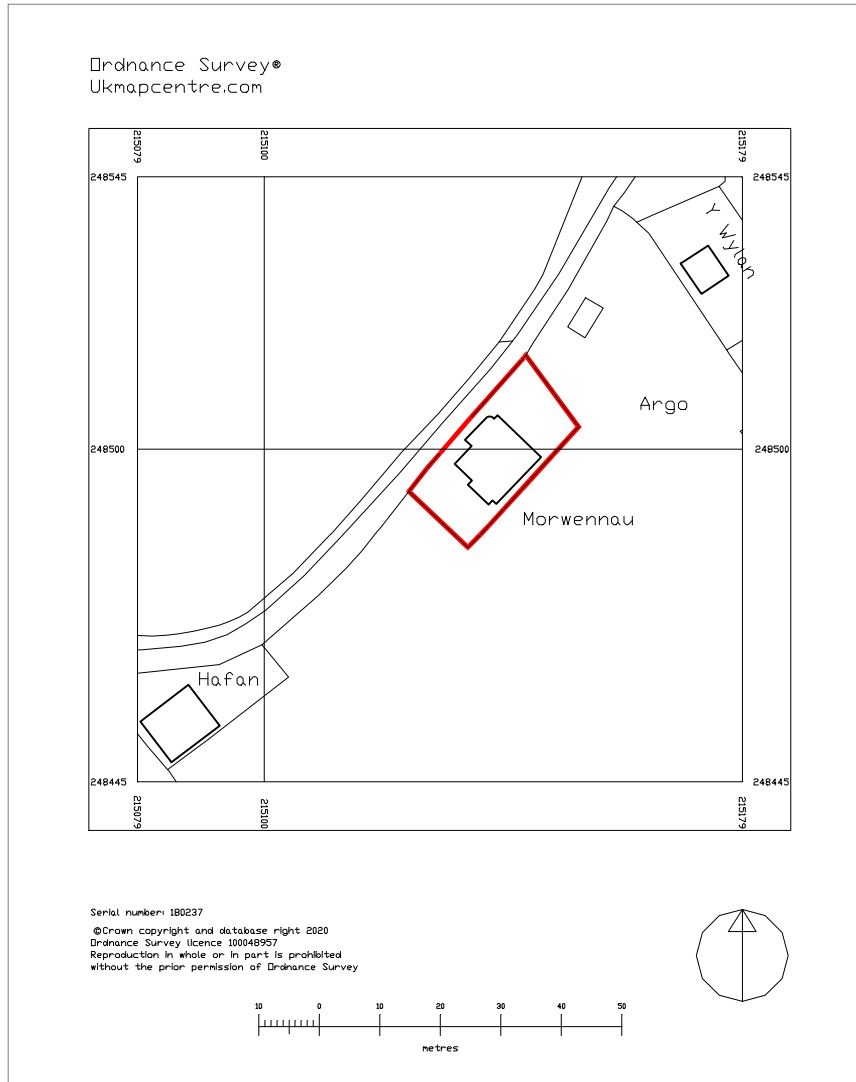 Ordnance Survey®
Ukmapcentre.com
215079
215100
215179
248545
248545
Y Wylan
Argo
248500
248500
Morwennau
Hafan
248445
248445
215079
215100
215179
Serial number: 180237
©Crown copyright and database right 2020
Ordnance Survey licence 100048957
Reproduction in whole or in part is prohibited
without the prior permission of Ordnance Survey
10 0 10 20 30 40 50
metres